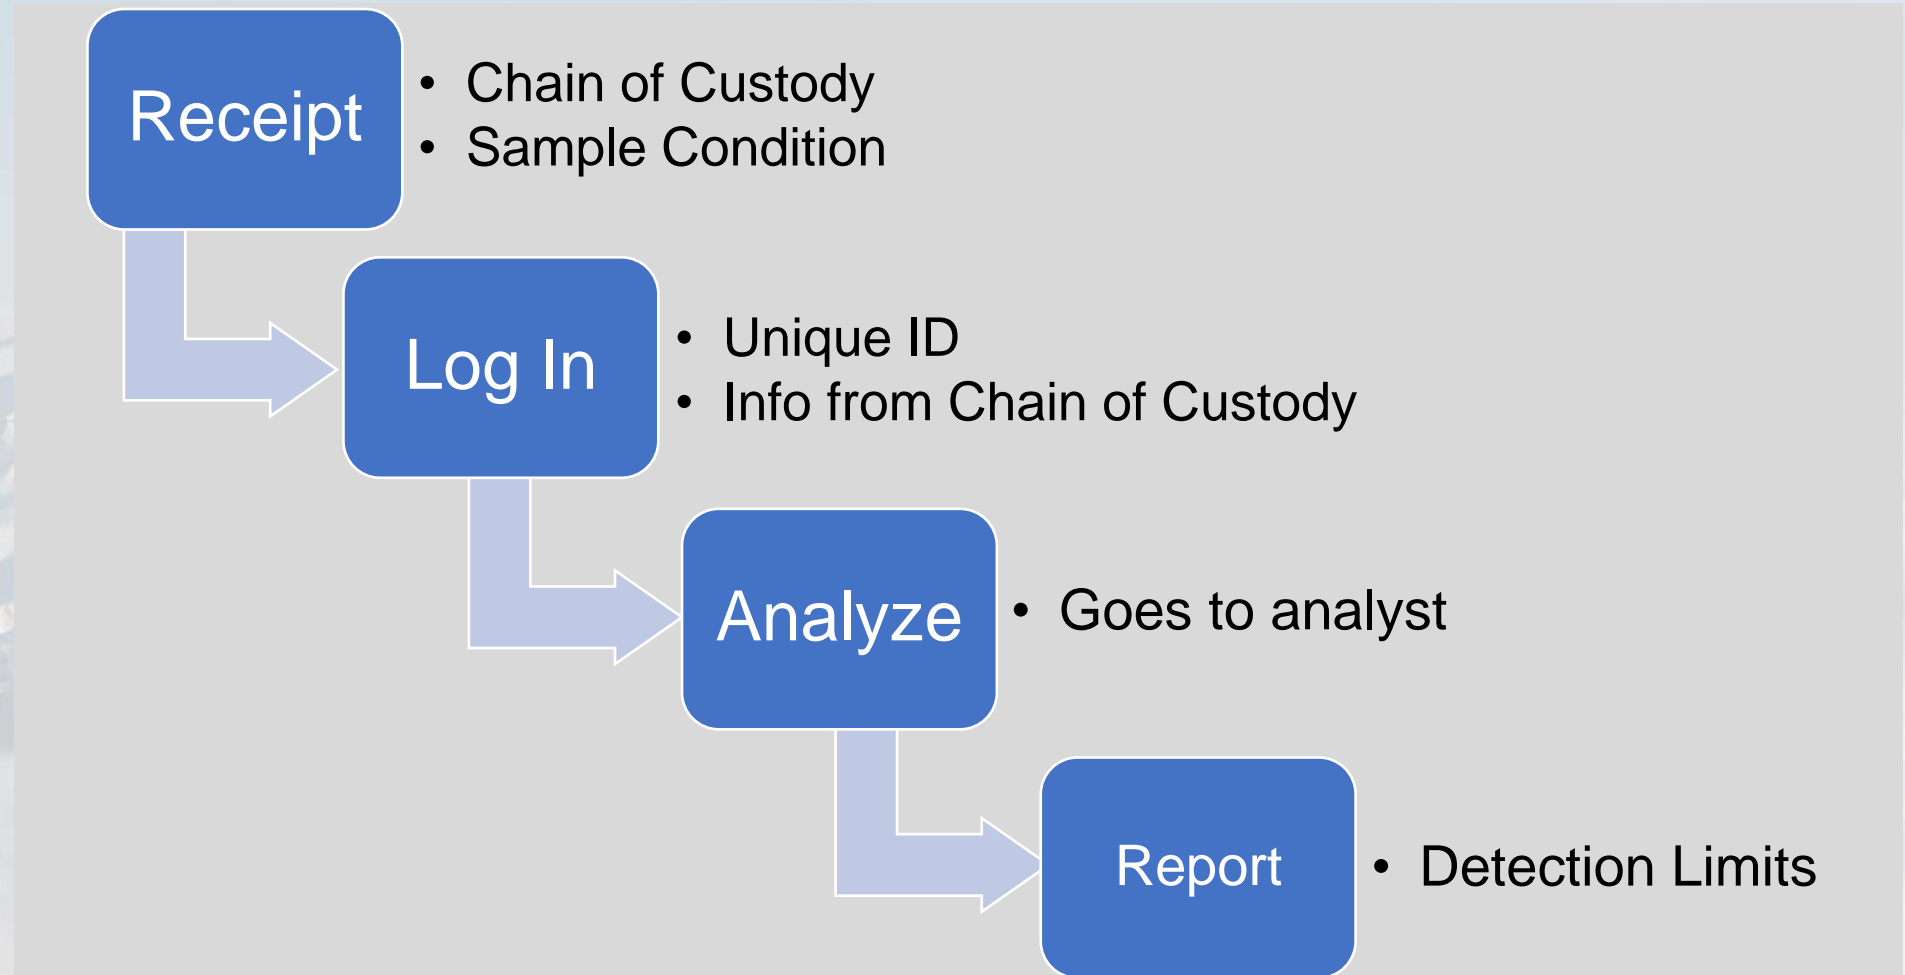 Receipt
• Chain of Custody
• Sample Condition
Log In
• Unique ID
• Info from Chain of Custody
Analyze
• Goes to analyst
Report
• Detection Limits